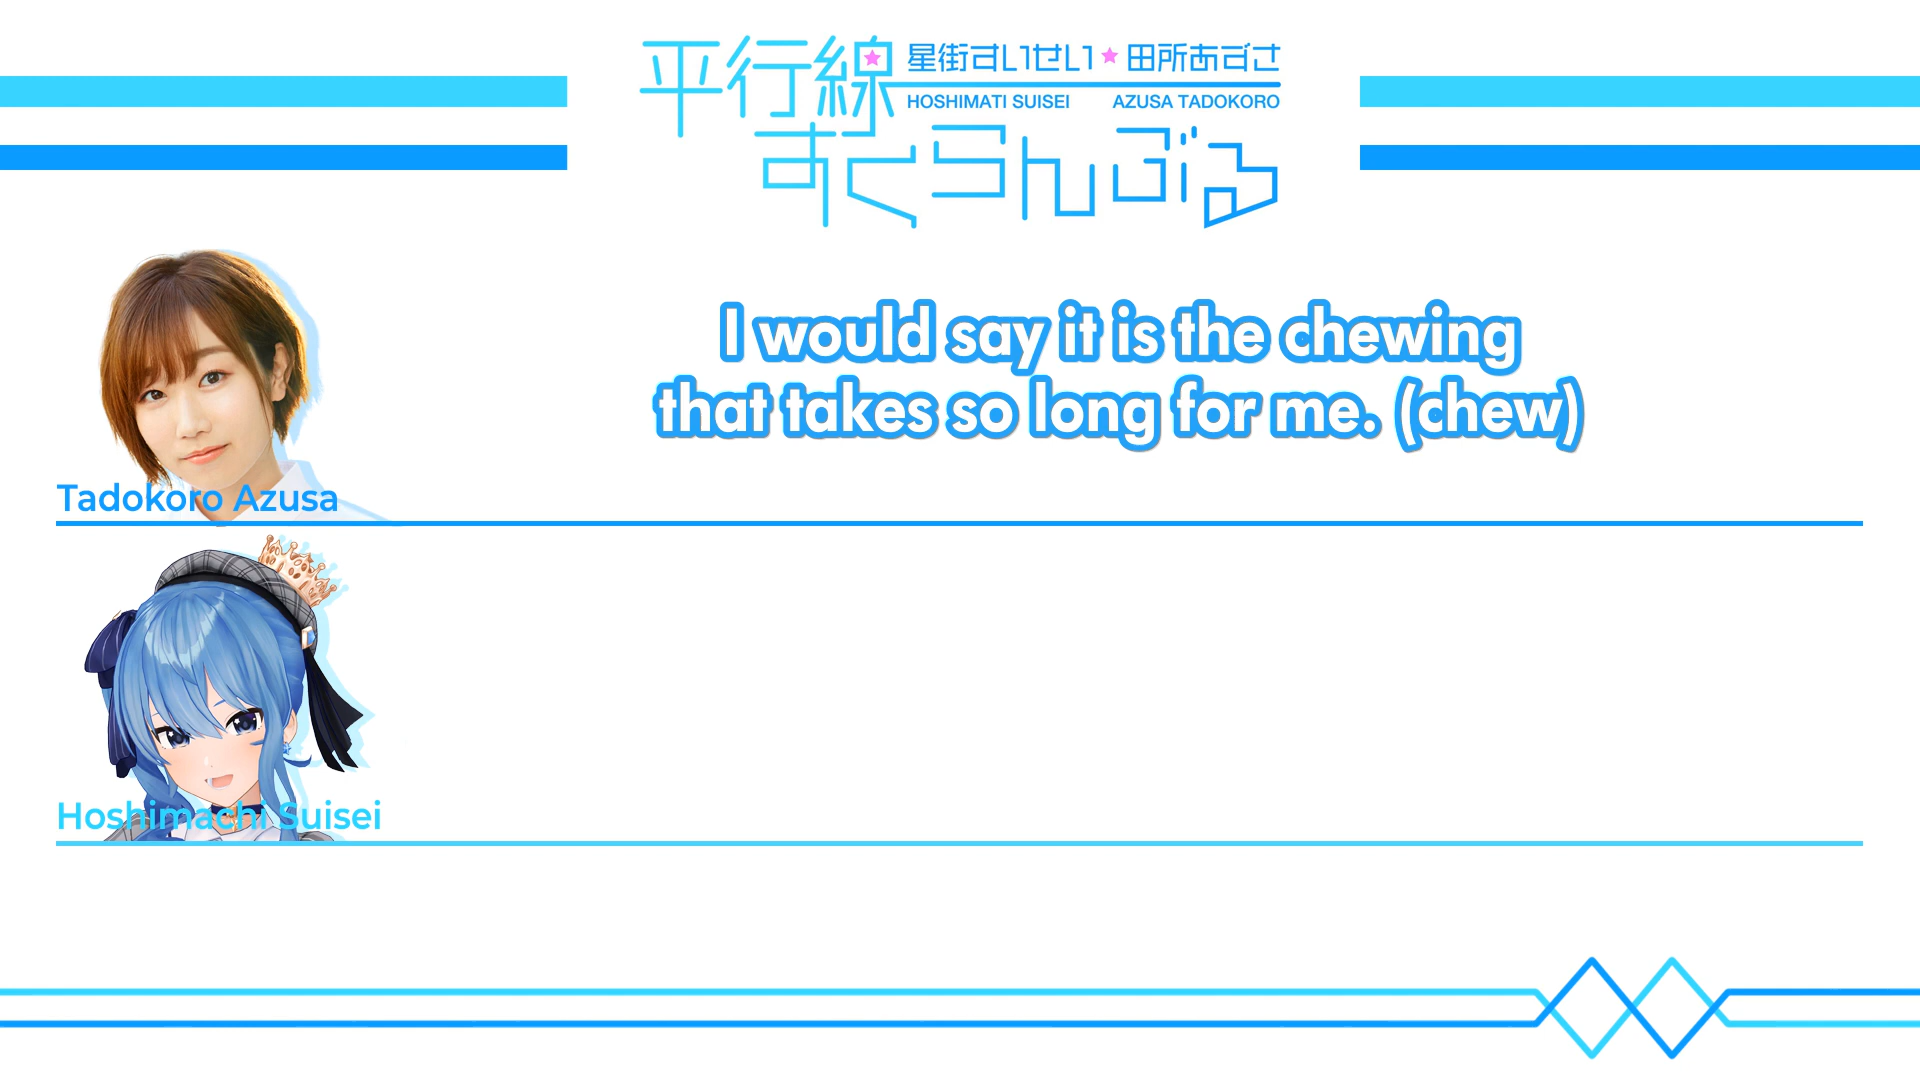 平行線 星街すいせい★田所あずさ
HOSHIMATI SUISEI AZUSA TADOKORO
すくらんぶる
I would say it is the chewing
that takes so long for me. (chew)
Tadokoro Azusa
Hoshimachi Suisei